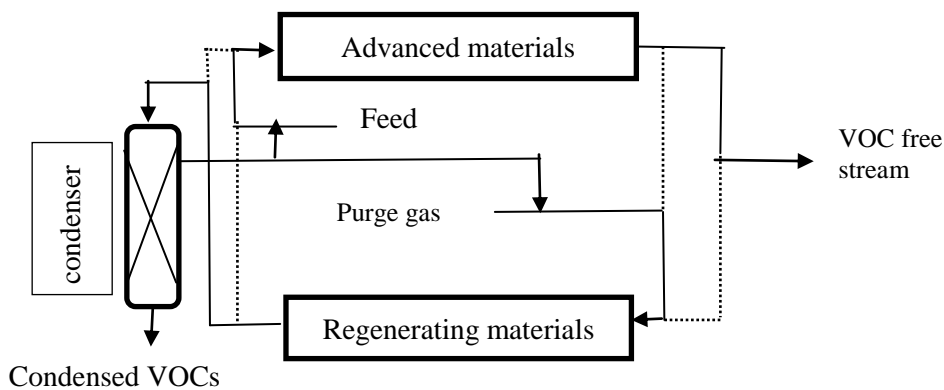 Advanced materials
Feed
VOC free
stream
condenser
Purge gas
Regenerating materials
Condensed VOCs